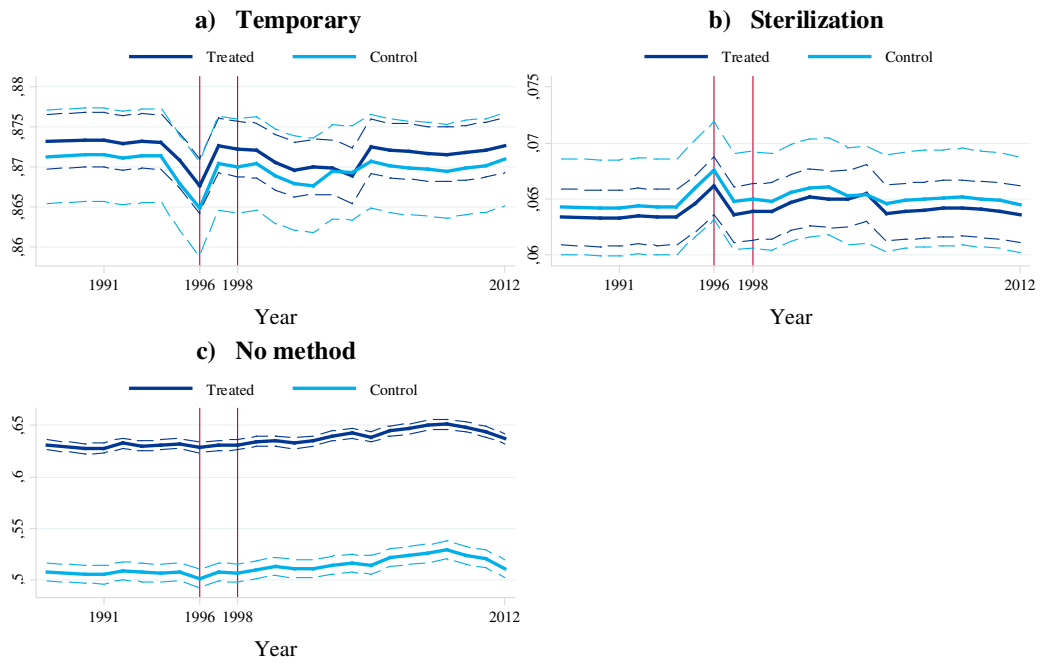 a) Temporary
Treated Control
,88
,875
,87
,865
,86
1991 1996 1998 2012
Year
b) Sterilization
Treated Control
,075
,07
,065
,06
1991 1996 1998 2012
Year
c) No method
Treated Control
,65
,6
,55
,5
1991 1996 1998 2012
Year